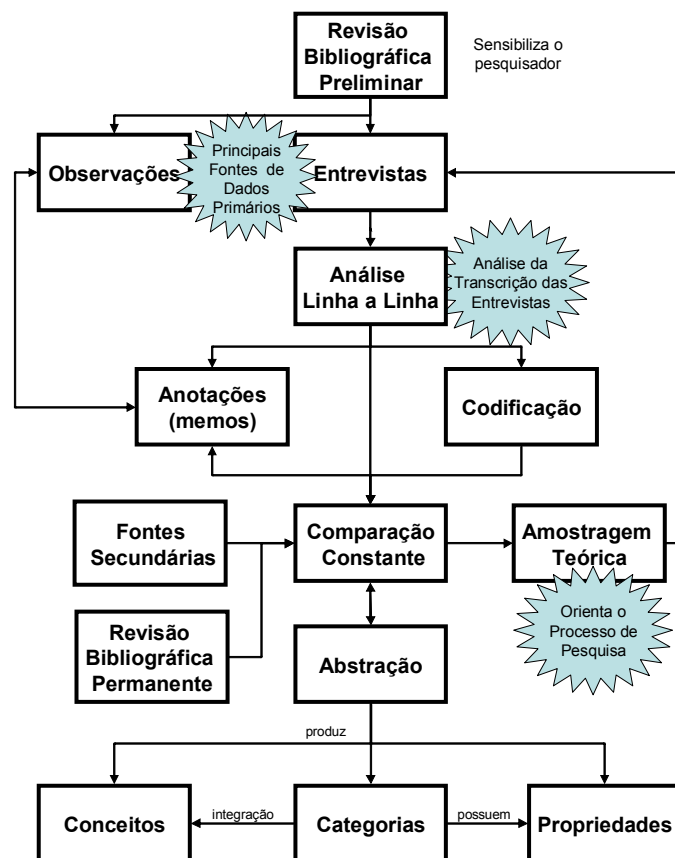 Revisão
Bibliográfica
Preliminar
Sensibiliza o
pesquisador
Observações
Principais
Fontes de
Dados
Primários
Entrevistas
Análise
Linha a Linha
Análise da
Transcrição das
Entrevistas
Anotações
(memos)
Codificação
Fontes
Secundárias
Comparação
Constante
Amostragem
Teórica
Orienta o
Processo de
Pesquisa
Revisão
Bibliográfica
Permanente
Abstração
produz
Conceitos
integração
Categorias
possuem
Propriedades